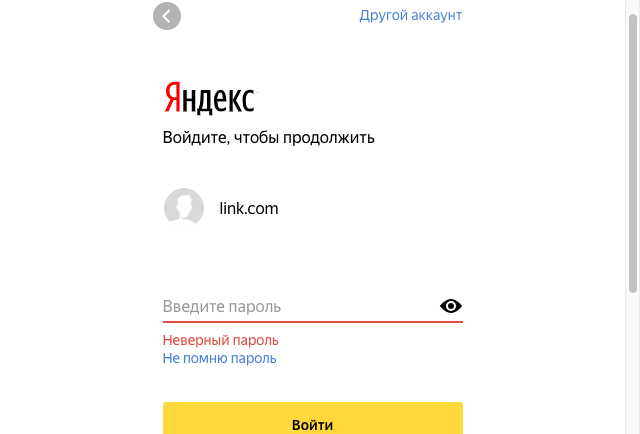 Другой аккаунт
Яндекс
Войдите, чтобы продолжить
link.com
Введите пароль
Неверный пароль
Не помню пароль
Войти